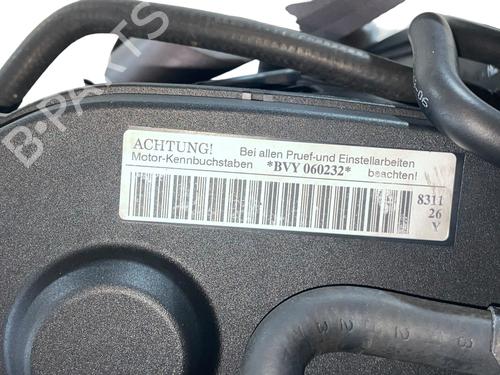 B-PARTS
ACHTUNG! Bei allen Pruef-und Einstellarbeiten
Motor-Kennbuchstaben *BVY 060232* beachten!
8311
26
Y